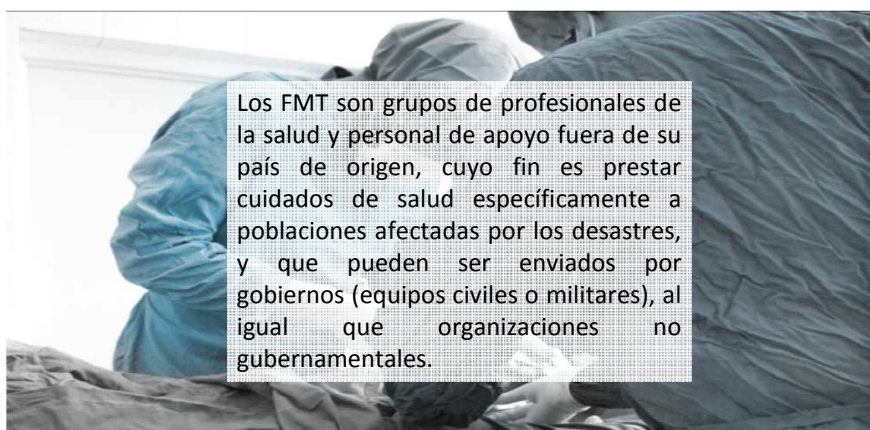 Los FMT son grupos de profesionales de
la salud y personal de apoyo fuera de su
país de origen, cuyo fin es prestar
cuidados de salud específicamente a
poblaciones afectadas por los desastres,
y que pueden ser enviados por
gobiernos (equipos civiles o militares), al
igual que organizaciones no
gubernamentales.